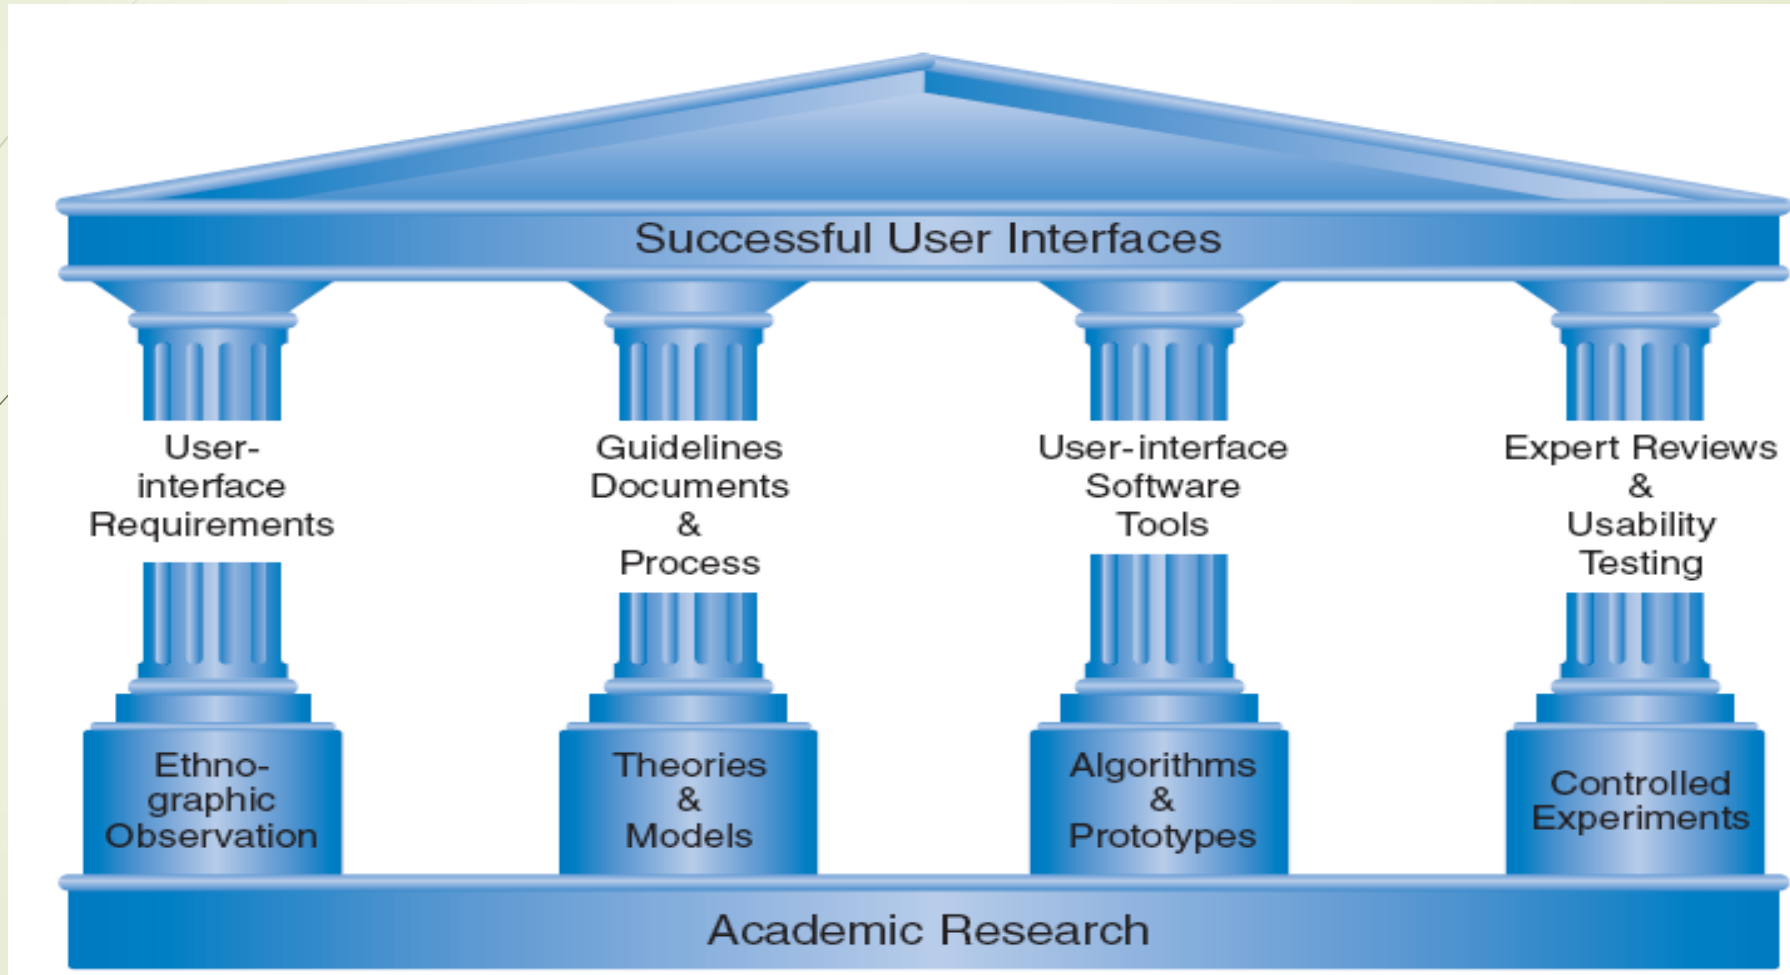 Successful User Interfaces
User-
interface
Requirements
Guidelines
Documents
&
Process
User-interface
Software
Tools
Expert Reviews
&
Usability
Testing
Ethno-
graphic
Observation
Theories
&
Models
Algorithms
&
Prototypes
Controlled
Experiments
Academic Research